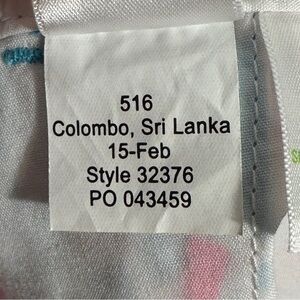 516
Colombo, Sri Lanka
15-Feb
Style 32376
PO 043459